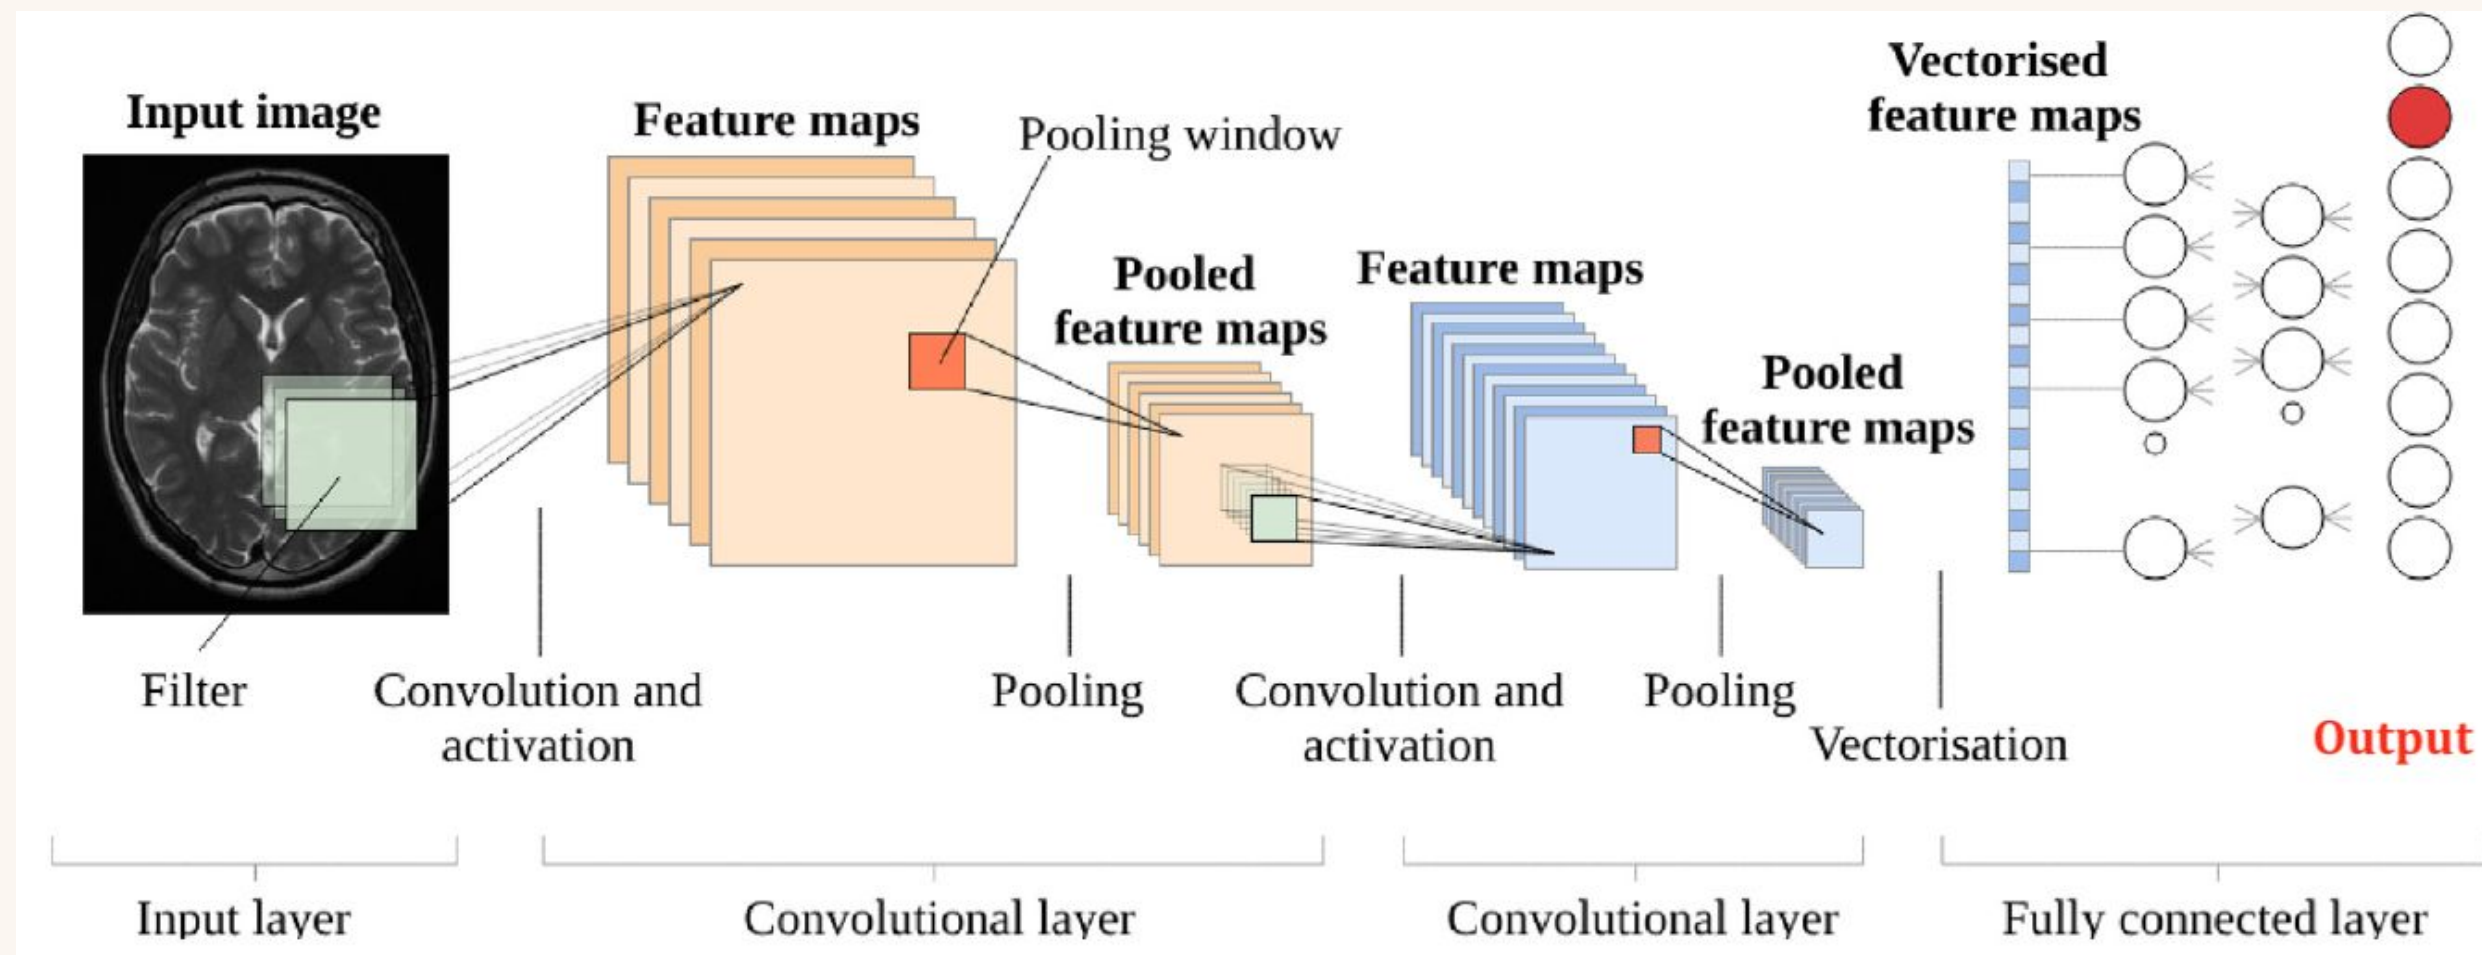 Input image
Feature maps
Pooling window
Pooled
feature maps
Feature maps
Pooled
feature maps
Vectorised
feature maps
Filter
Convolution and
activation
Pooling
Convolution and
activation
Pooling
Vectorisation
Output
Input layer
Convolutional layer
Convolutional layer
Fully connected layer